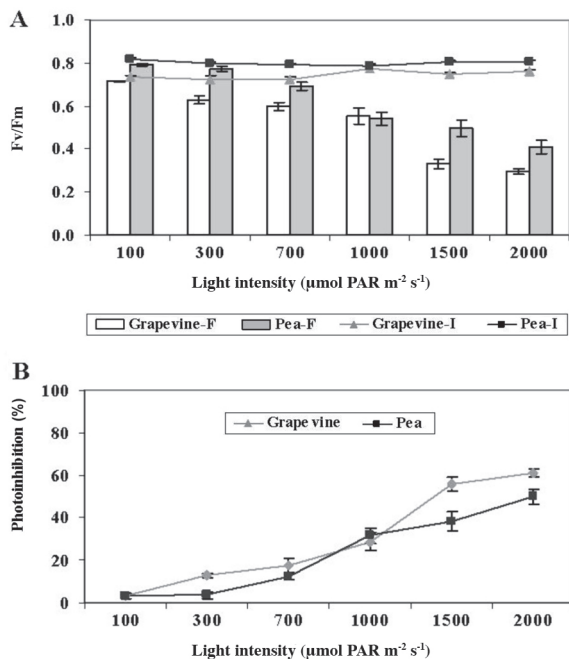 A
Fv/Fm
1.0
0.8
0.6
0.4
0.2
0.0
100 300 700 1000 1500 2000
Light intensity (µmol PAR m-2 s-1)
Grapevine-F Pea-F Grapevine-I Pea-I
B
Photoinhibition (%)
100
80
60
40
20
0
Grapevine Pea
100 300 700 1000 1500 2000
Light intensity (µmol PAR m-2 s-1)